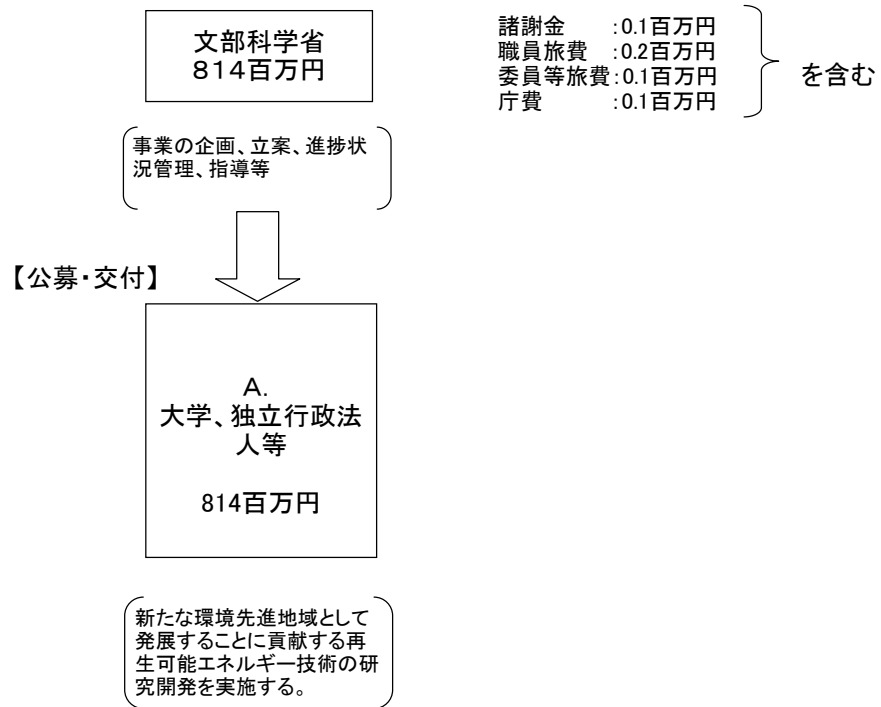 文部科学省
８１４百万円
諸謝金　　：0.1百万円
職員旅費　：0.2百万円
委員等旅費：0.1百万円
庁費　　　：0.1百万円
を含む
事業の企画、立案、進捗状
況管理、指導等
【公募・交付】
Ａ．
大学、独立行政法
人等
814百万円
新たな環境先進地域として
発展することに貢献する再
生可能エネルギー技術の研
究開発を実施する。